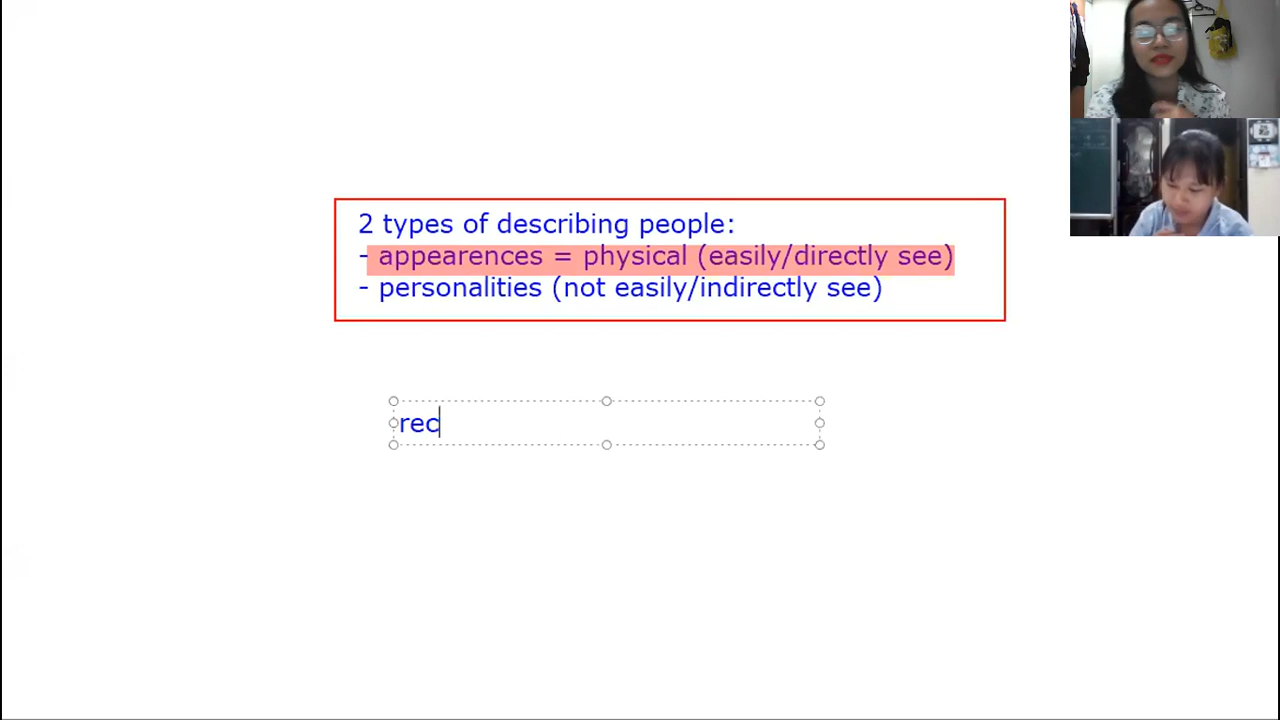 2 types of describing people:
- appearences = physical (easily/directly see)
- personalities (not easily/indirectly see)
rec